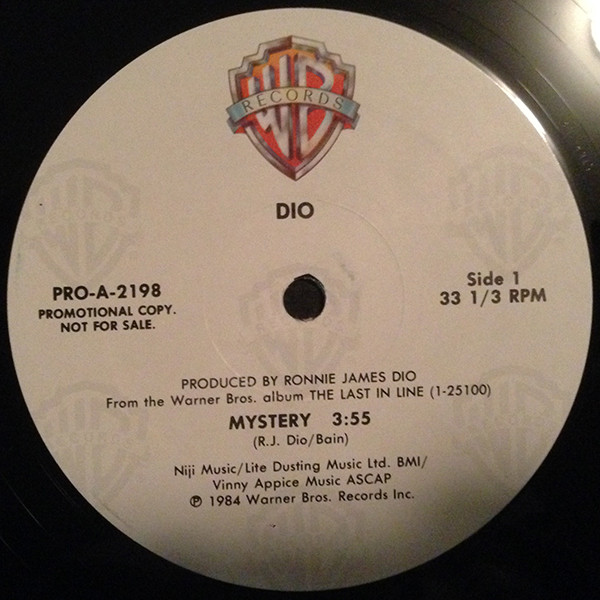 RECORDS
DIO
PRO-A-2198
PROMOTIONAL COPY.
NOT FOR SALE.
Side 1
33 1/3 RPM
PRODUCED BY RONNIE JAMES DIO
From the Warner Bros. album THE LAST IN LINE (1-25100)
MYSTERY 3:55
(R.J. Dio/Bain)
Niji Music/Lite Dusting Music Ltd. BMI/
Vinny Appice Music ASCAP
℗ 1984 Warner Bros. Records Inc.